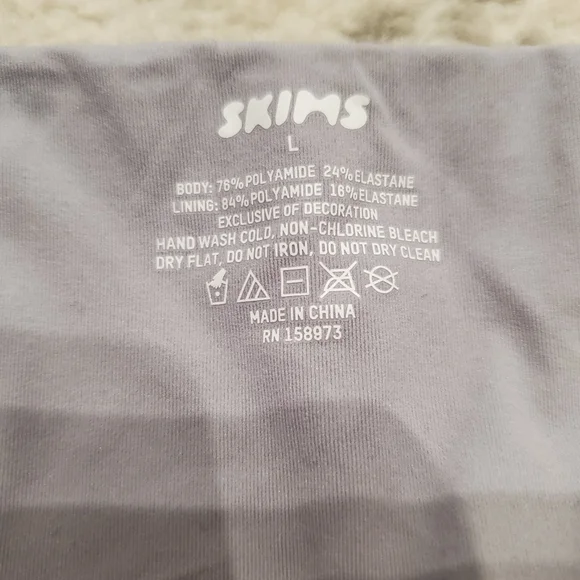 SKIMS
L
BODY: 76% POLYAMIDE 24% ELASTANE
LINING: 84% POLYAMIDE 16% ELASTANE
EXCLUSIVE OF DECORATION
HAND WASH COLD, NON-CHLORINE BLEACH
DRY FLAT, DO NOT IRON, DO NOT DRY CLEAN
MADE IN CHINA
RN 158973